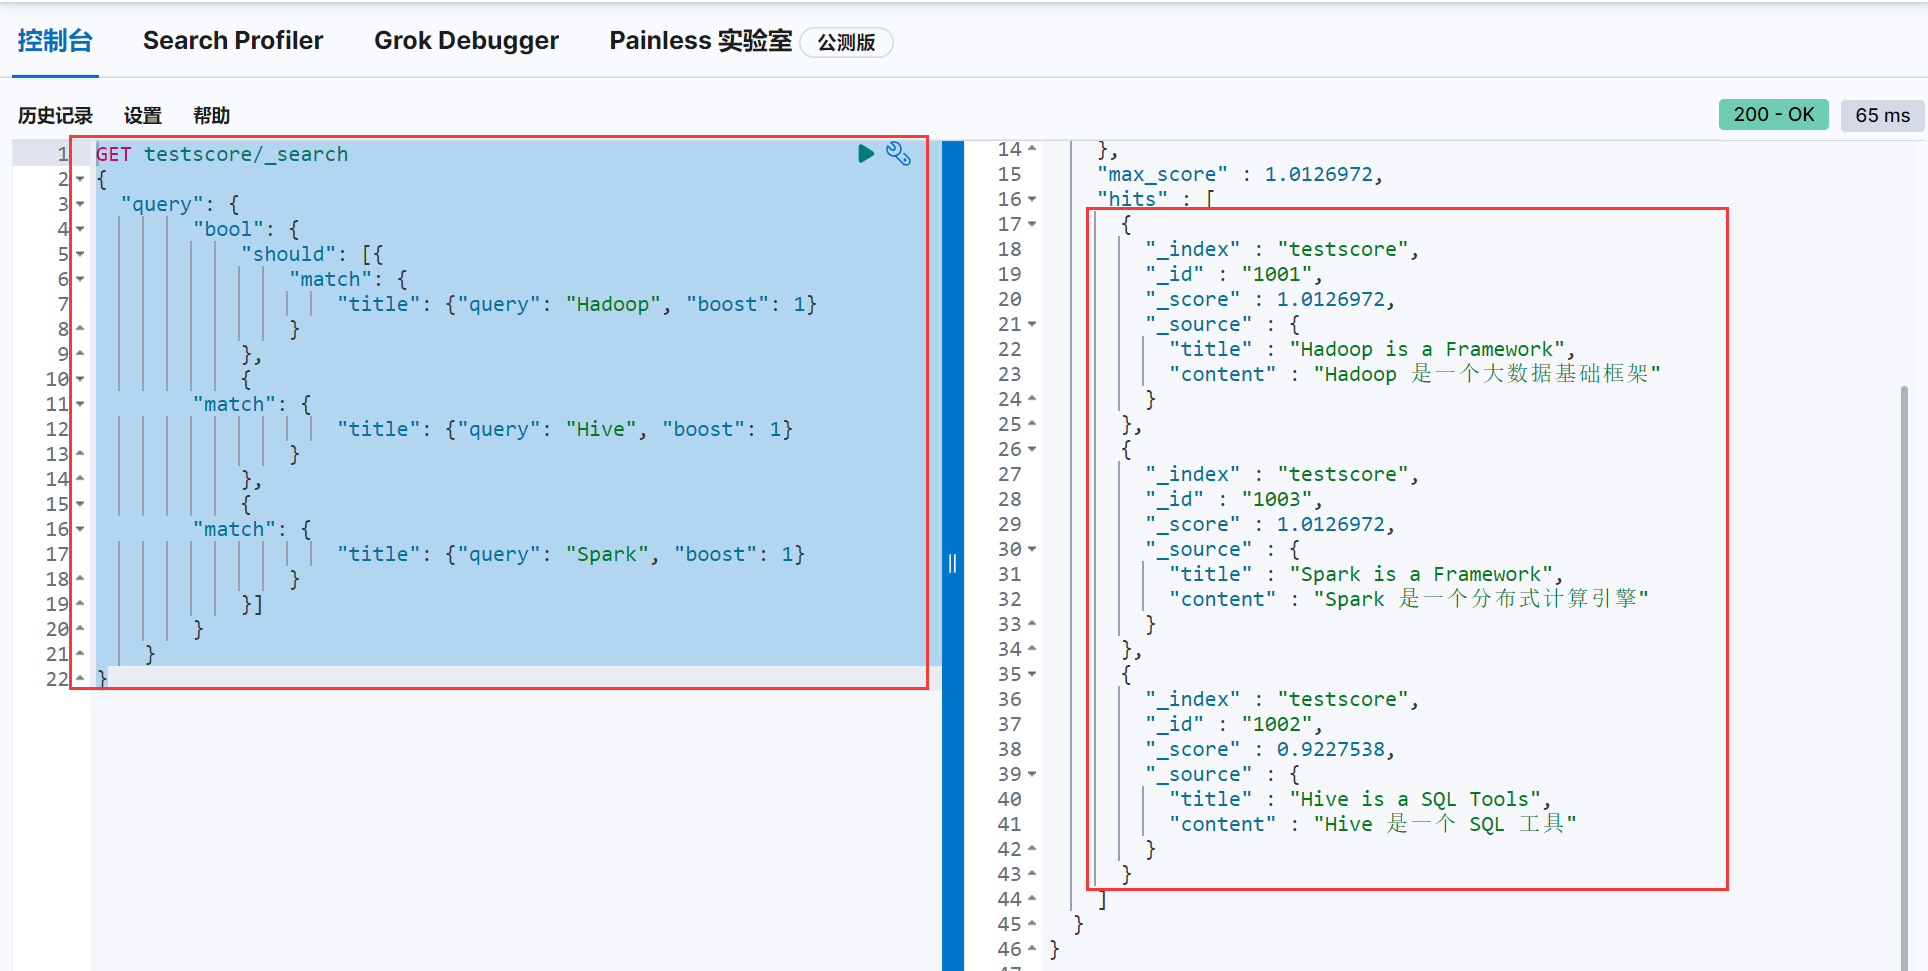 控制台 Search Profiler Grok Debugger Painless 实验室 公测版
历史记录 设置 帮助 200 - OK 65 ms
1 GET testscore/_search
2 {
3 "query": {
4 "bool": {
5 "should": [{
6 "match": {
7 "title": {"query": "Hadoop", "boost": 1}
8 }
9 },
10 {
11 "match": {
12 "title": {"query": "Hive", "boost": 1}
13 }
14 },
15 {
16 "match": {
17 "title": {"query": "Spark", "boost": 1}
18 }
19 }]
20 }
21 }
22 }
14 },
15 "max_score" : 1.0126972,
16 "hits" : [
17 {
18 "_index" : "testscore",
19 "_id" : "1001",
20 "_score" : 1.0126972,
21 "_source" : {
22 "title" : "Hadoop is a Framework",
23 "content" : "Hadoop 是一个大数据基础框架"
24 }
25 },
26 {
27 "_index" : "testscore",
28 "_id" : "1003",
29 "_score" : 1.0126972,
30 "_source" : {
31 "title" : "Spark is a Framework",
32 "content" : "Spark 是一个分布式计算引擎"
33 }
34 },
35 {
36 "_index" : "testscore",
37 "_id" : "1002",
38 "_score" : 0.9227538,
39 "_source" : {
40 "title" : "Hive is a SQL Tools",
41 "content" : "Hive 是一个 SQL 工具"
42 }
43 }
44 ]
45 }
46 }
47